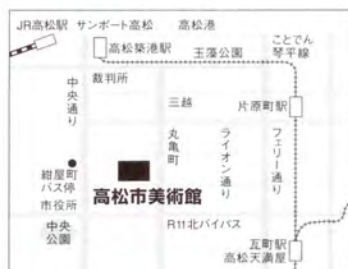 JR高松駅 サンポート高松 高松港
高松築港駅 玉藻公園 ことでん
琴平線
中央通り
裁判所
三越
片原町駅
丸亀町
ライオン通り
フェリー通り
紺屋町
バス停
高松市美術館
市役所
中央
公園
R11北バイパス
瓦町駅
高松天満屋